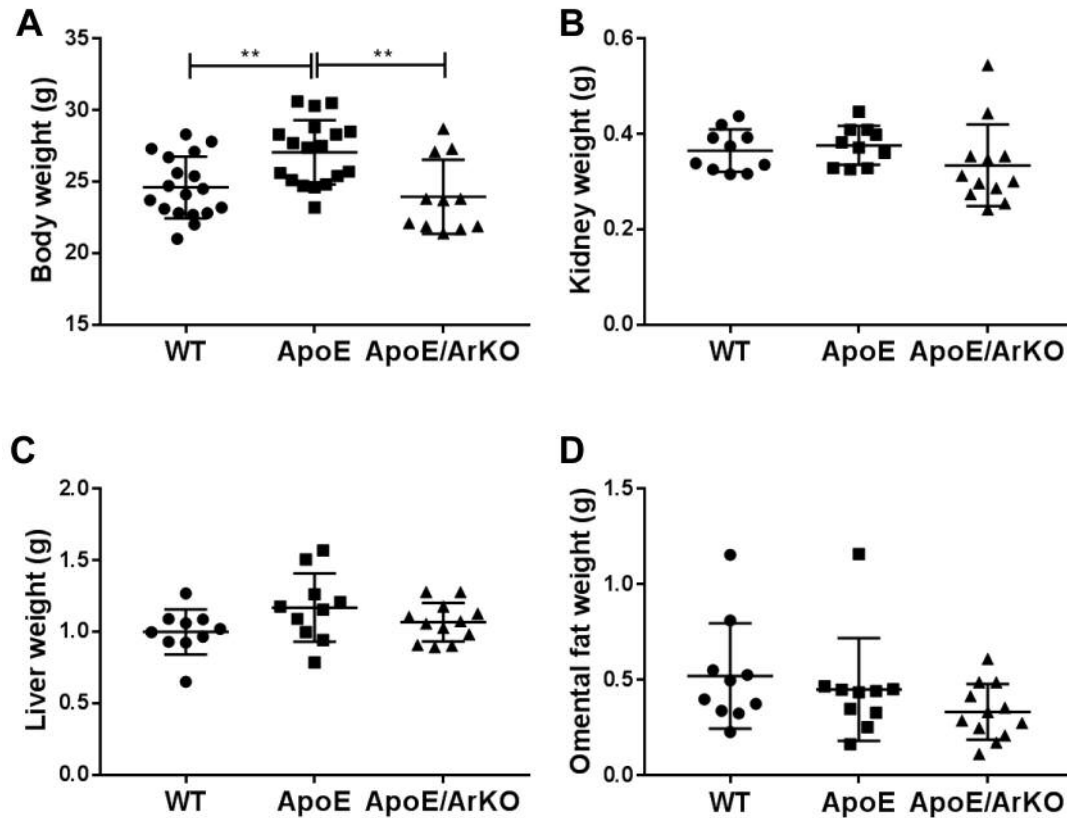 A
Body weight (g)
35
30
25
20
15
**
**
WT
ApoE
ApoE/ArKO
B
Kidney weight (g)
0.6
0.4
0.2
0.0
WT
ApoE
ApoE/ArKO
C
Liver weight (g)
2.0
1.5
1.0
0.5
0.0
WT
ApoE
ApoE/ArKO
D
Omental fat weight (g)
1.5
1.0
0.5
0.0
WT
ApoE
ApoE/ArKO